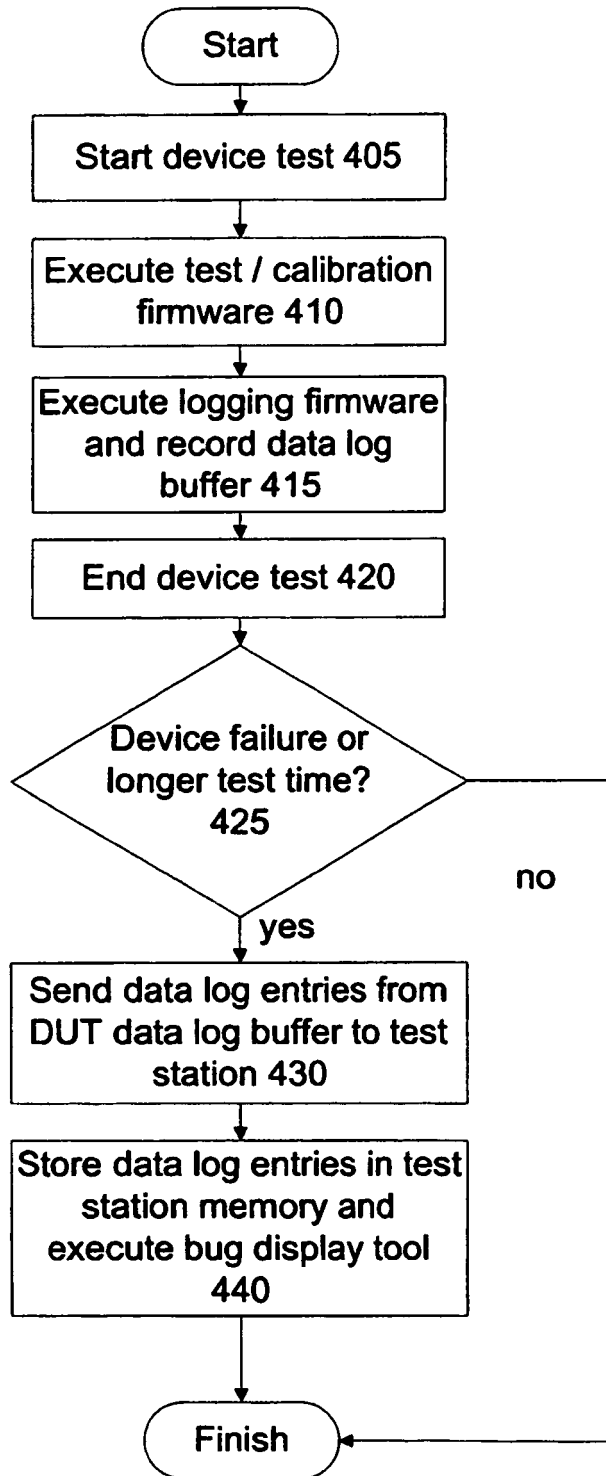 Start
Start device test 405
Execute test / calibration
firmware 410
Execute logging firmware
and record data log
buffer 415
End device test 420
Device failure or
longer test time?
425
no
yes
Send data log entries from
DUT data log buffer to test
station 430
Store data log entries in test
station memory and
execute bug display tool
440
Finish